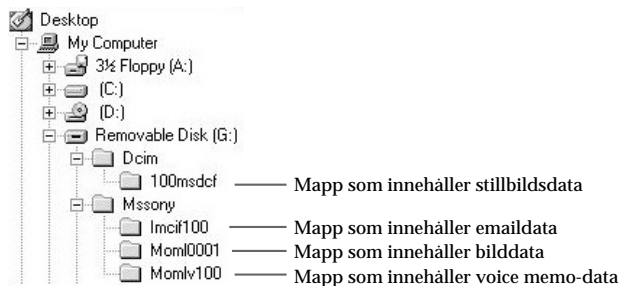 Desktop
My Computer
3½ Floppy (A:)
(C:)
(D:)
Removable Disk (G:)
Dcim
100msdcf Mapp som innehåller stillbildsdata
Mssony
Imcif100 Mapp som innehåller emaildata
Moml0001 Mapp som innehåller bilddata
Momlv100 Mapp som innehåller voice memo-data